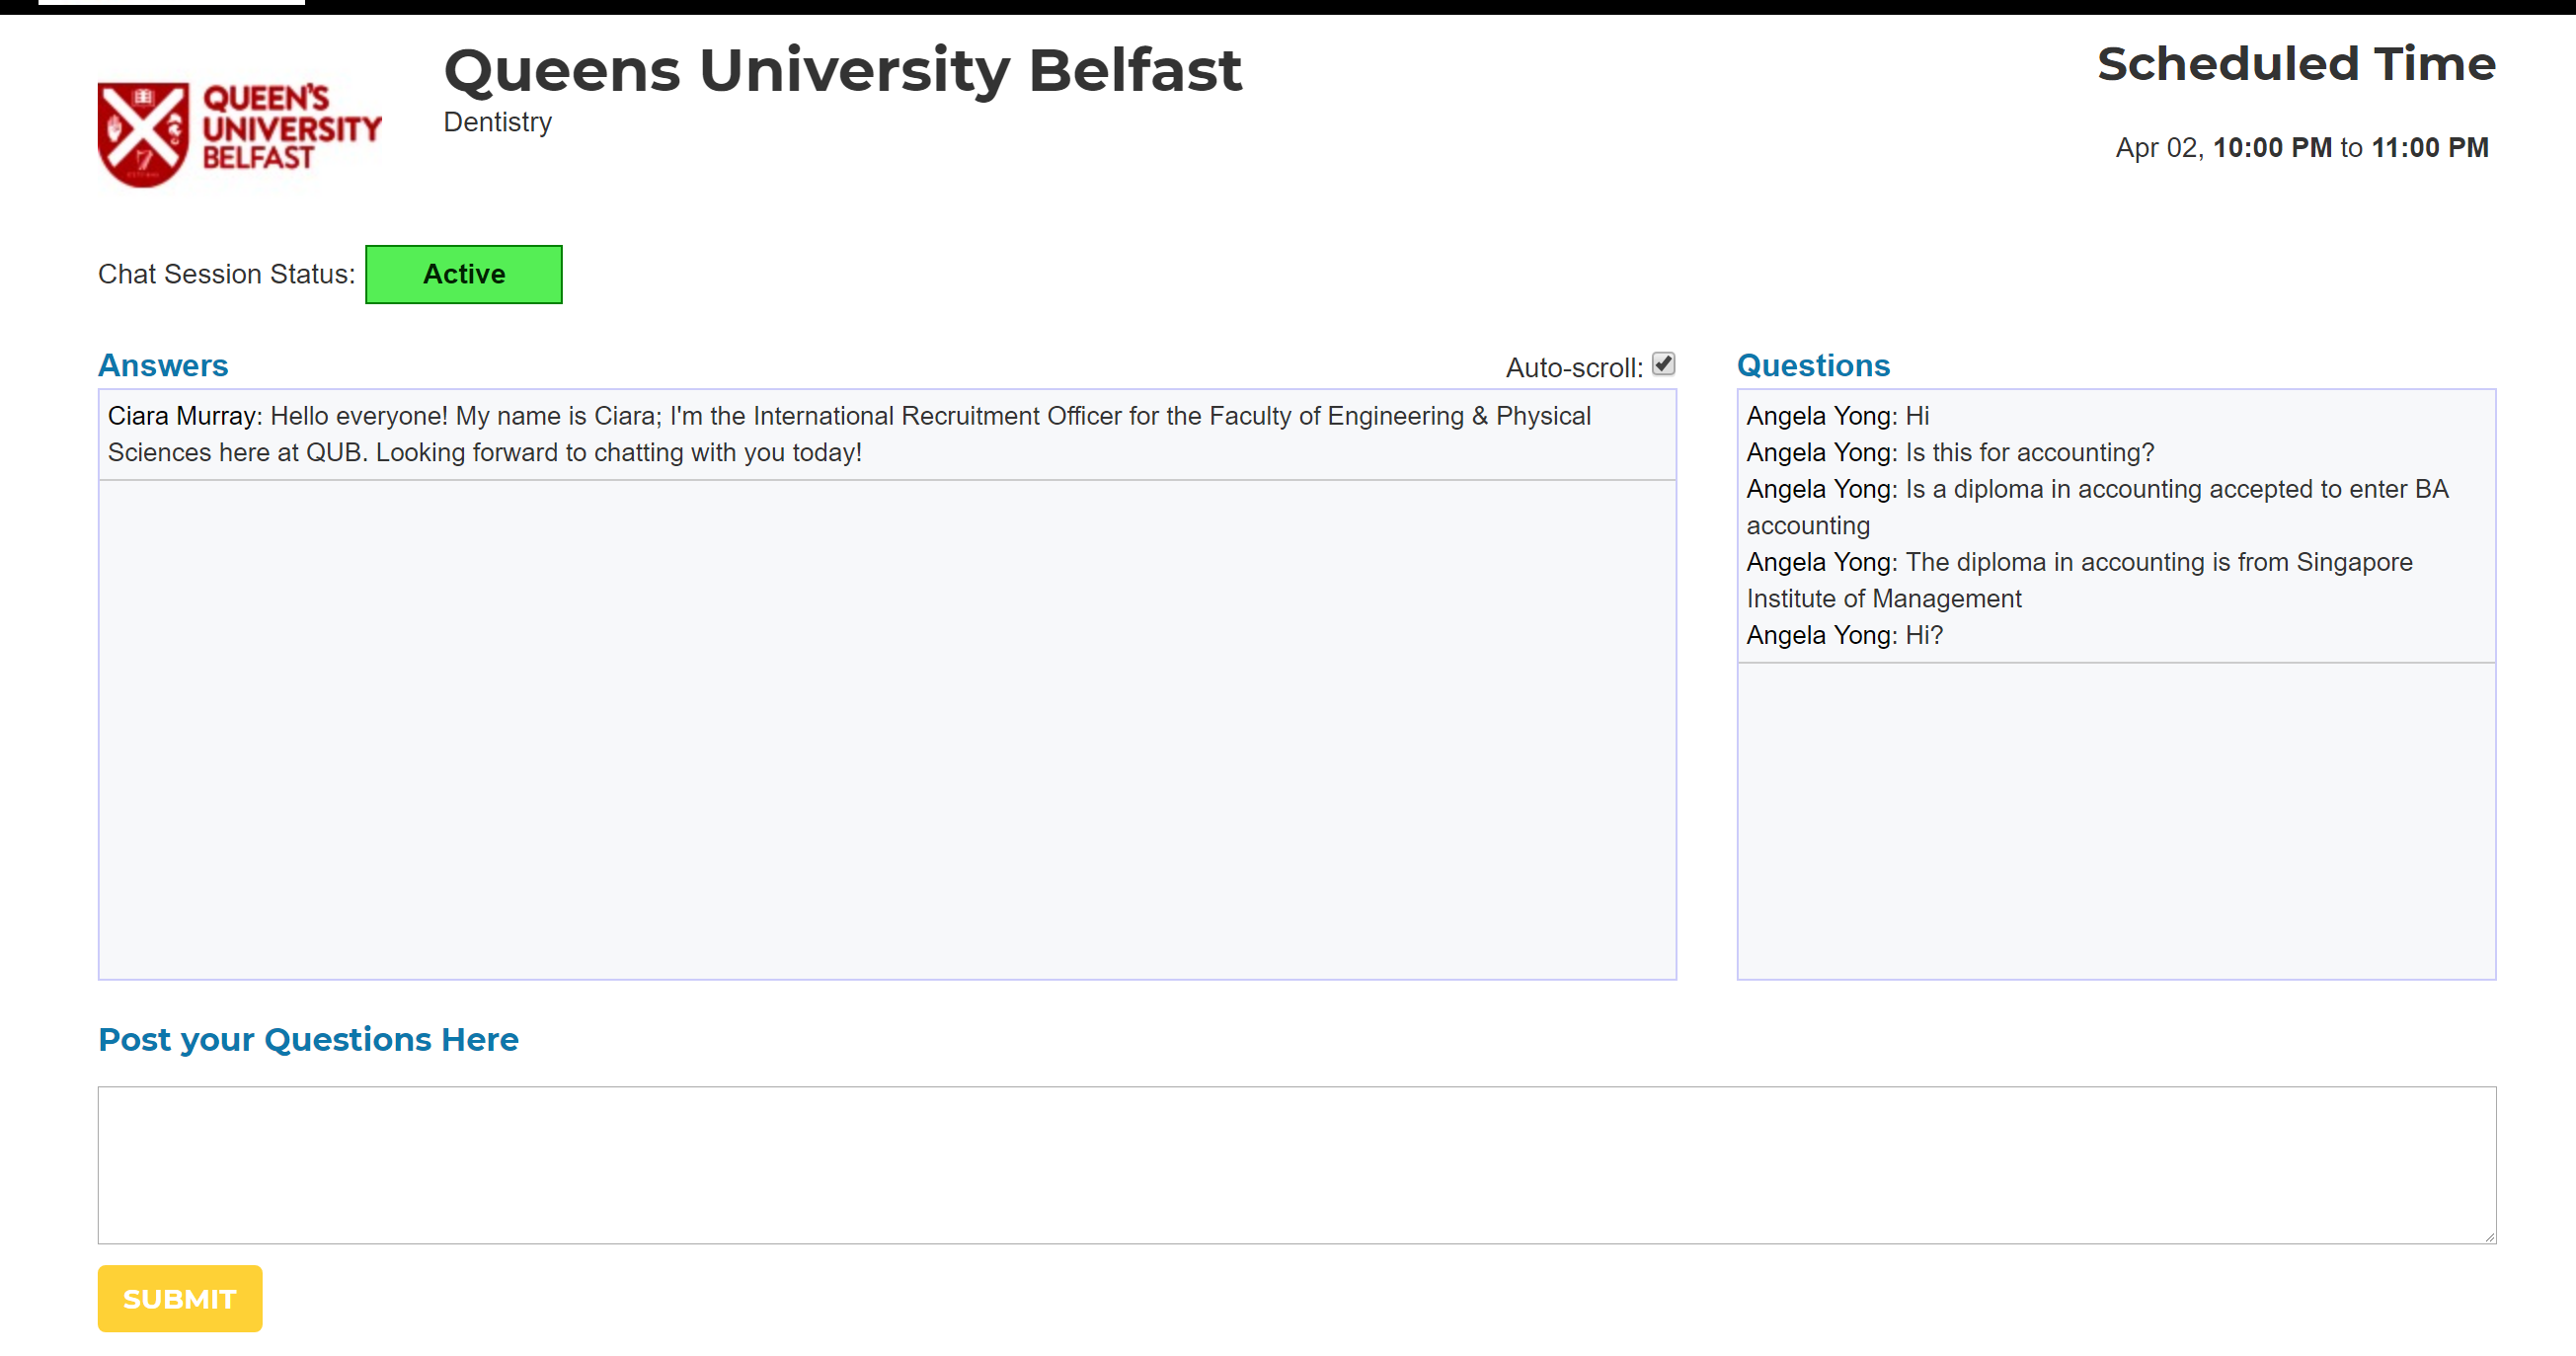 QUEEN'S
UNIVERSITY
BELFAST
Queens University Belfast
Dentistry
Scheduled Time
Apr 02, 10:00 PM to 11:00 PM
Chat Session Status: Active
Answers
Auto-scroll:
Ciara Murray: Hello everyone! My name is Ciara; I'm the International Recruitment Officer for the Faculty of Engineering & Physical
Sciences here at QUB. Looking forward to chatting with you today!
Questions
Angela Yong: Hi
Angela Yong: Is this for accounting?
Angela Yong: Is a diploma in accounting accepted to enter BA
accounting
Angela Yong: The diploma in accounting is from Singapore
Institute of Management
Angela Yong: Hi?
Post your Questions Here
SUBMIT